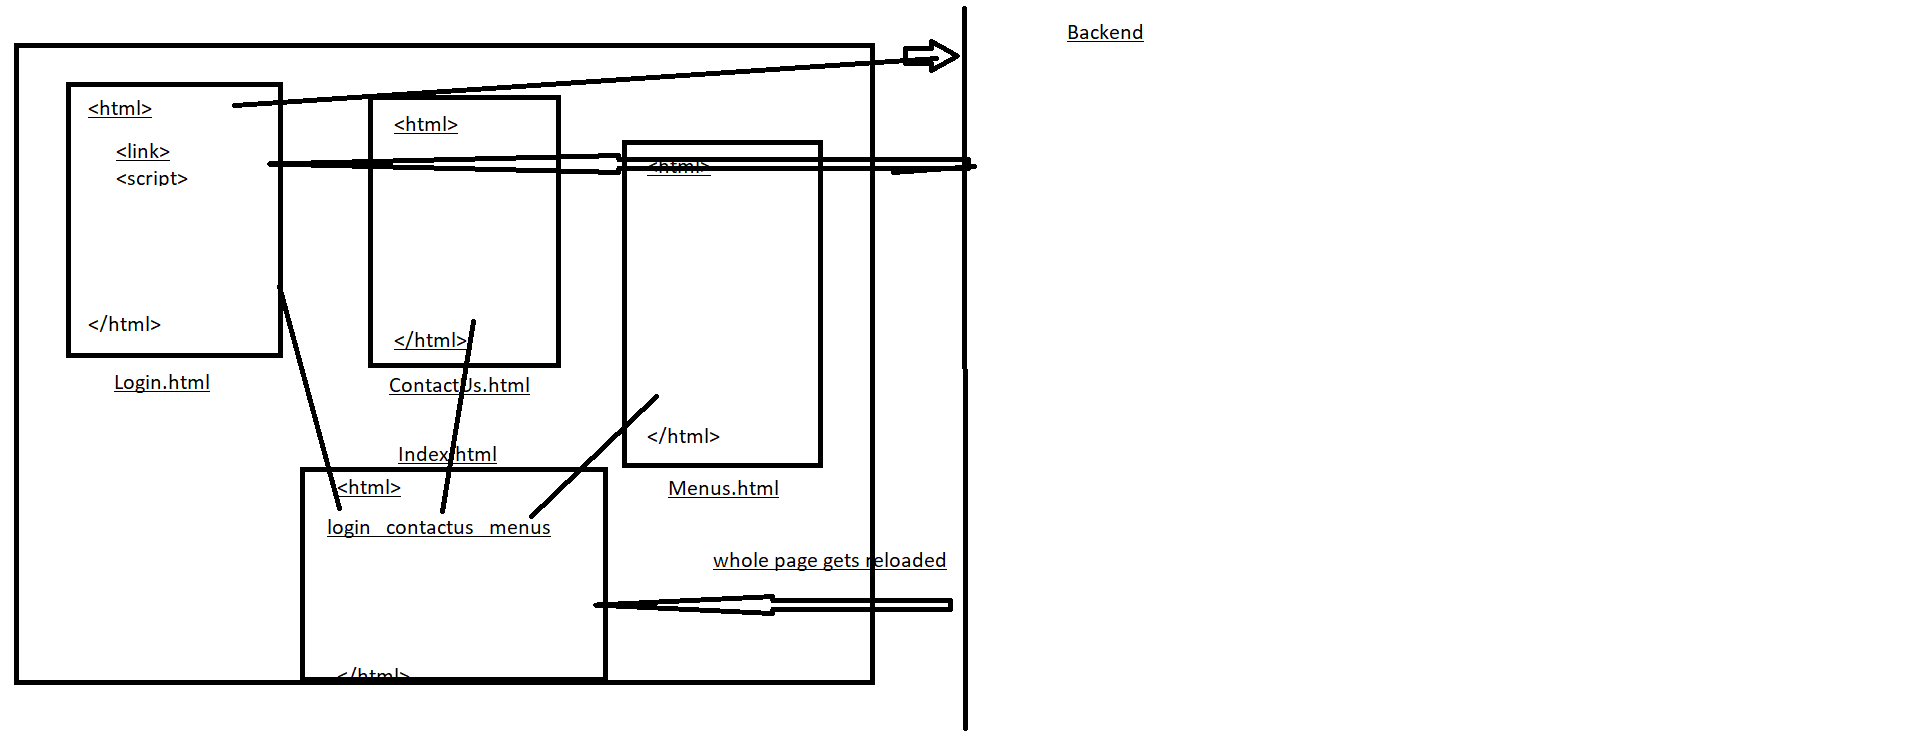 Backend
<html>
<link>
<script>
</html>
Login.html
<html>
</html>
ContactUs.html
<html>
</html>
Menus.html
Index.html
<html>
login contactus menus
</html>
whole page gets reloaded